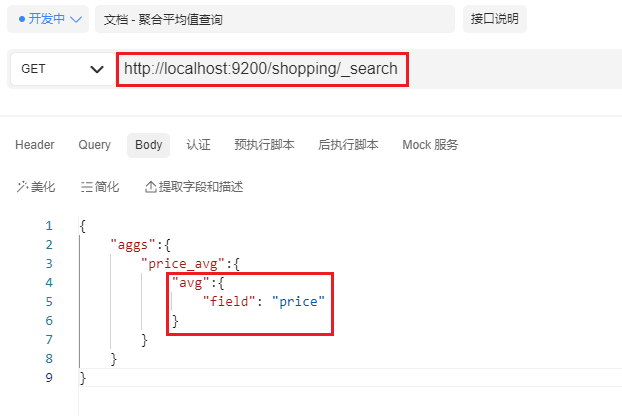 开发中 文档 - 聚合平均值查询 接口说明
GET http://localhost:9200/shopping/_search
Header Query Body 认证 预执行脚本 后执行脚本 Mock 服务
美化 简化 提取字段和描述
1 {
2 "aggs":{
3 "price_avg":{
4 "avg":{
5 "field": "price"
6 }
7 }
8 }
9 }